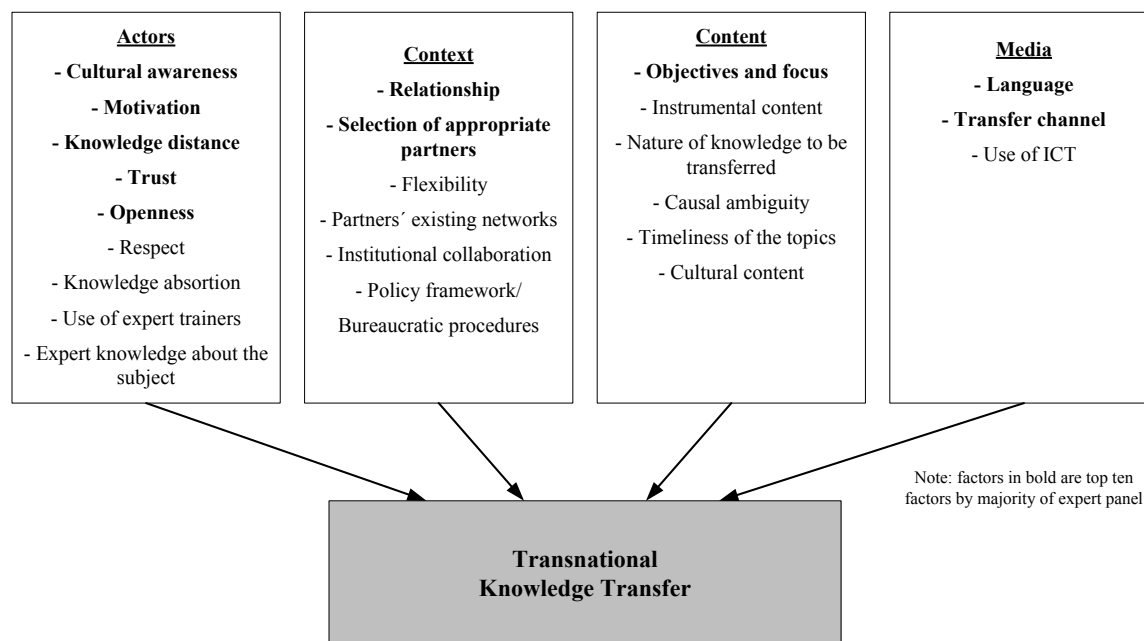 Actors
- Cultural awareness
- Motivation
- Knowledge distance
- Trust
- Openness
- Respect
- Knowledge absortion
- Use of expert trainers
- Expert knowledge about the
subject
Context
- Relationship
- Selection of appropriate
partners
- Flexibility
- Partners´ existing networks
- Institutional collaboration
- Policy framework/
Bureaucratic procedures
Content
- Objectives and focus
- Instrumental content
- Nature of knowledge to be
transferred
- Causal ambiguity
- Timeliness of the topics
- Cultural content
Media
- Language
- Transfer channel
- Use of ICT
Note: factors in bold are top ten
factors by majority of expert panel
Transnational
Knowledge Transfer